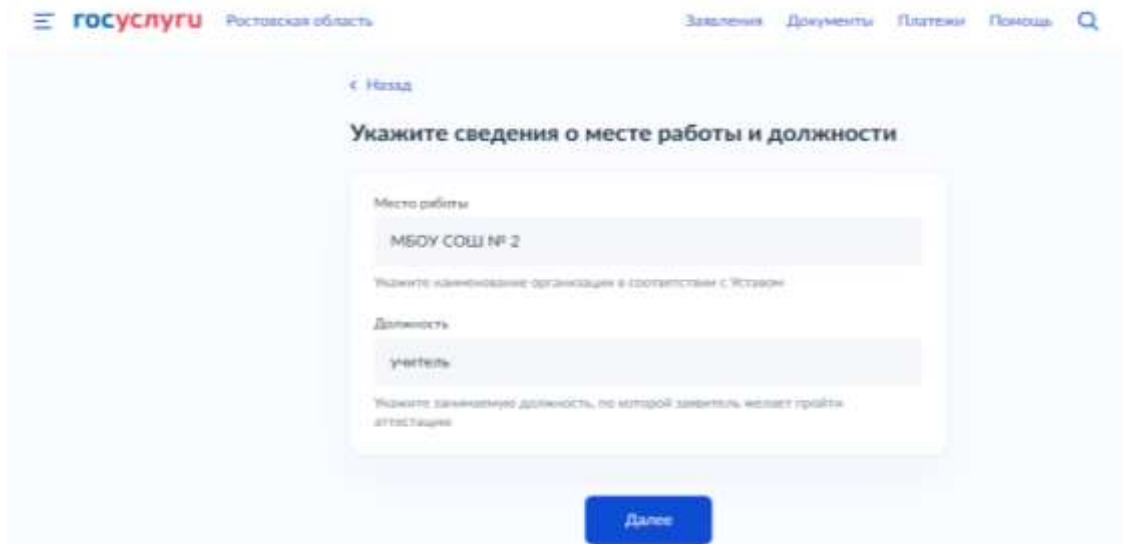 госуслуги Ростовская область Заявления Документы Платежи Помощь
Назад
Укажите сведения о месте работы и должности
Место работы
МБОУ СОШ № 2
Укажите наименование организации в соответствии с Уставом
Должность
учитель
Укажите занимаемую должность, по которой заявитель желает пройти
аттестацию
Далее